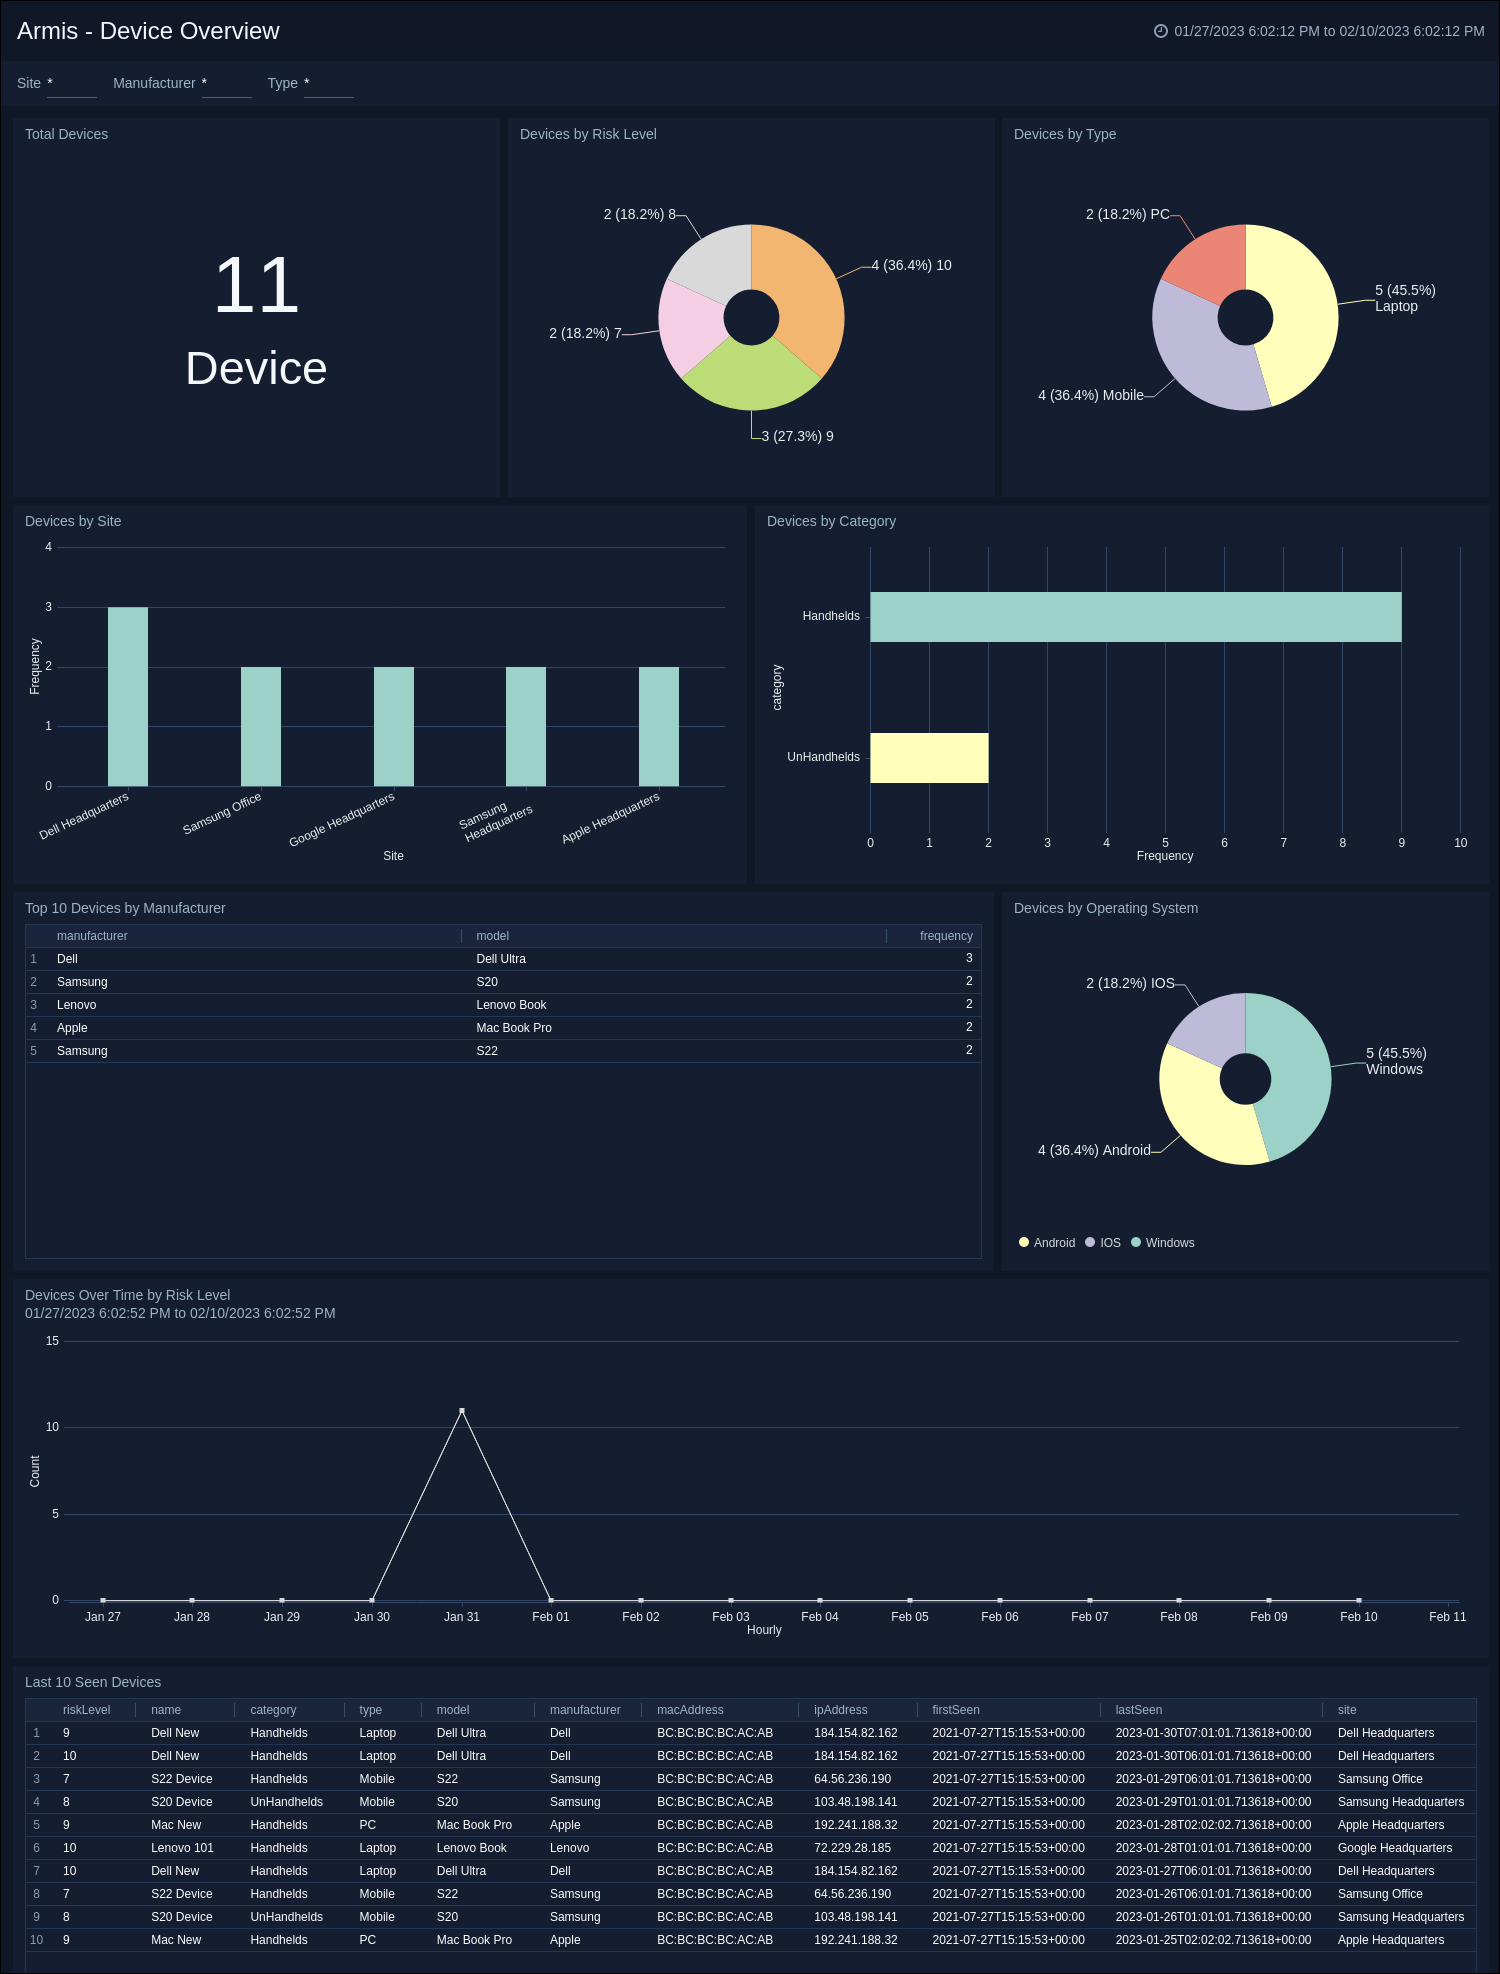 Armis - Device Overview
01/27/2023 6:02:12 PM to 02/10/2023 6:02:12 PM
Site *
Manufacturer *
Type *
Total Devices
11
Device
Devices by Risk Level
2 (18.2%) 8
4 (36.4%) 10
2 (18.2%) 7
3 (27.3%) 9
Devices by Type
2 (18.2%) PC
5 (45.5%)
Laptop
4 (36.4%) Mobile
Devices by Site
4
3
2
1
0
Frequency
Dell Headquarters
Samsung Office
Google Headquarters
Samsung
Headquarters
Apple Headquarters
Site
Devices by Category
Handhelds
UnHandhelds
category
0 1 2 3 4 5 6 7 8 9 10
Frequency
Top 10 Devices by Manufacturer
manufacturer model frequency
1 Dell Dell Ultra 3
2 Samsung S20 2
3 Lenovo Lenovo Book 2
4 Apple Mac Book Pro 2
5 Samsung S22 2
Devices by Operating System
2 (18.2%) IOS
5 (45.5%)
Windows
4 (36.4%) Android
Android IOS Windows
Devices Over Time by Risk Level
01/27/2023 6:02:52 PM to 02/10/2023 6:02:52 PM
15
10
5
0
Count
Jan 27 Jan 28 Jan 29 Jan 30 Jan 31 Feb 01 Feb 02 Feb 03 Feb 04 Feb 05 Feb 06 Feb 07 Feb 08 Feb 09 Feb 10 Feb 11
Hourly
Last 10 Seen Devices
riskLevel name category type model manufacturer macAddress ipAddress firstSeen lastSeen site
1 9 Dell New Handhelds Laptop Dell Ultra Dell BC:BC:BC:BC:AC:AB 184.154.82.162 2021-07-27T15:15:53+00:00 2023-01-30T07:01:01.713618+00:00 Dell Headquarters
2 10 Dell New Handhelds Laptop Dell Ultra Dell BC:BC:BC:BC:AC:AB 184.154.82.162 2021-07-27T15:15:53+00:00 2023-01-30T06:01:01.713618+00:00 Dell Headquarters
3 7 S22 Device Handhelds Mobile S22 Samsung BC:BC:BC:BC:AC:AB 64.56.236.190 2021-07-27T15:15:53+00:00 2023-01-29T06:01:01.713618+00:00 Samsung Office
4 8 S20 Device UnHandhelds Mobile S20 Samsung BC:BC:BC:BC:AC:AB 103.48.198.141 2021-07-27T15:15:53+00:00 2023-01-29T01:01:01.713618+00:00 Samsung Headquarters
5 9 Mac New Handhelds PC Mac Book Pro Apple BC:BC:BC:BC:AC:AB 192.241.188.32 2021-07-27T15:15:53+00:00 2023-01-28T02:02:02.713618+00:00 Apple Headquarters
6 10 Lenovo 101 Handhelds Laptop Lenovo Book Lenovo BC:BC:BC:BC:AC:AB 72.229.28.185 2021-07-27T15:15:53+00:00 2023-01-28T01:01:01.713618+00:00 Google Headquarters
7 10 Dell New Handhelds Laptop Dell Ultra Dell BC:BC:BC:BC:AC:AB 184.154.82.162 2021-07-27T15:15:53+00:00 2023-01-27T06:01:01.713618+00:00 Dell Headquarters
8 7 S22 Device Handhelds Mobile S22 Samsung BC:BC:BC:BC:AC:AB 64.56.236.190 2021-07-27T15:15:53+00:00 2023-01-26T06:01:01.713618+00:00 Samsung Office
9 8 S20 Device UnHandhelds Mobile S20 Samsung BC:BC:BC:BC:AC:AB 103.48.198.141 2021-07-27T15:15:53+00:00 2023-01-26T01:01:01.713618+00:00 Samsung Headquarters
10 9 Mac New Handhelds PC Mac Book Pro Apple BC:BC:BC:BC:AC:AB 192.241.188.32 2021-07-27T15:15:53+00:00 2023-01-25T02:02:02.713618+00:00 Apple Headquarters